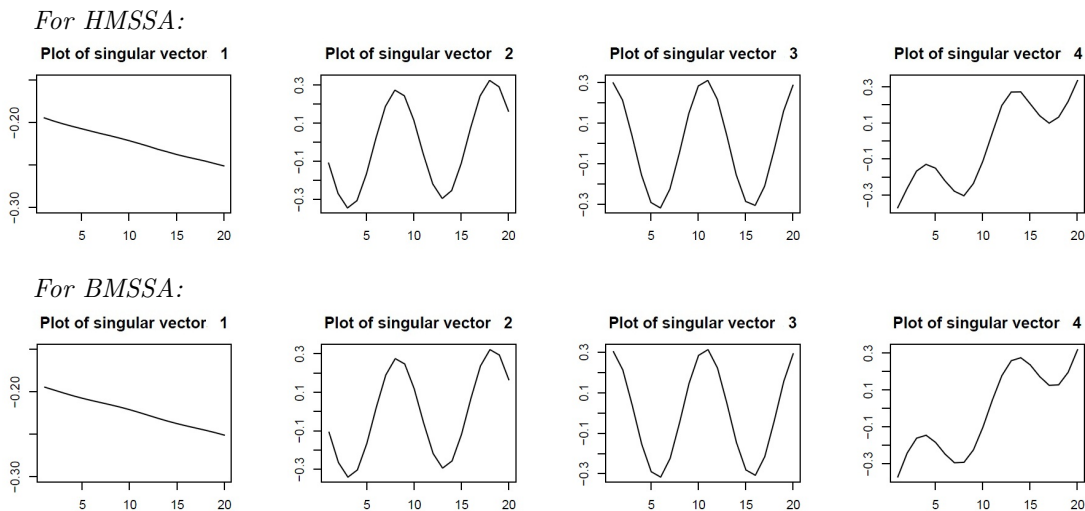 For HMSSA:
Plot of singular vector 1
Plot of singular vector 2
Plot of singular vector 3
Plot of singular vector 4
-0.20
-0.30
5 10 15 20
0.3
0.1
-0.1
-0.3
5 10 15 20
0.3
0.1
-0.1
-0.3
5 10 15 20
0.3
0.1
-0.1
-0.3
5 10 15 20
For BMSSA:
Plot of singular vector 1
Plot of singular vector 2
Plot of singular vector 3
Plot of singular vector 4
-0.20
-0.30
5 10 15 20
0.3
0.1
-0.1
-0.3
5 10 15 20
0.3
0.1
-0.1
-0.3
5 10 15 20
0.3
0.1
-0.1
-0.3
5 10 15 20